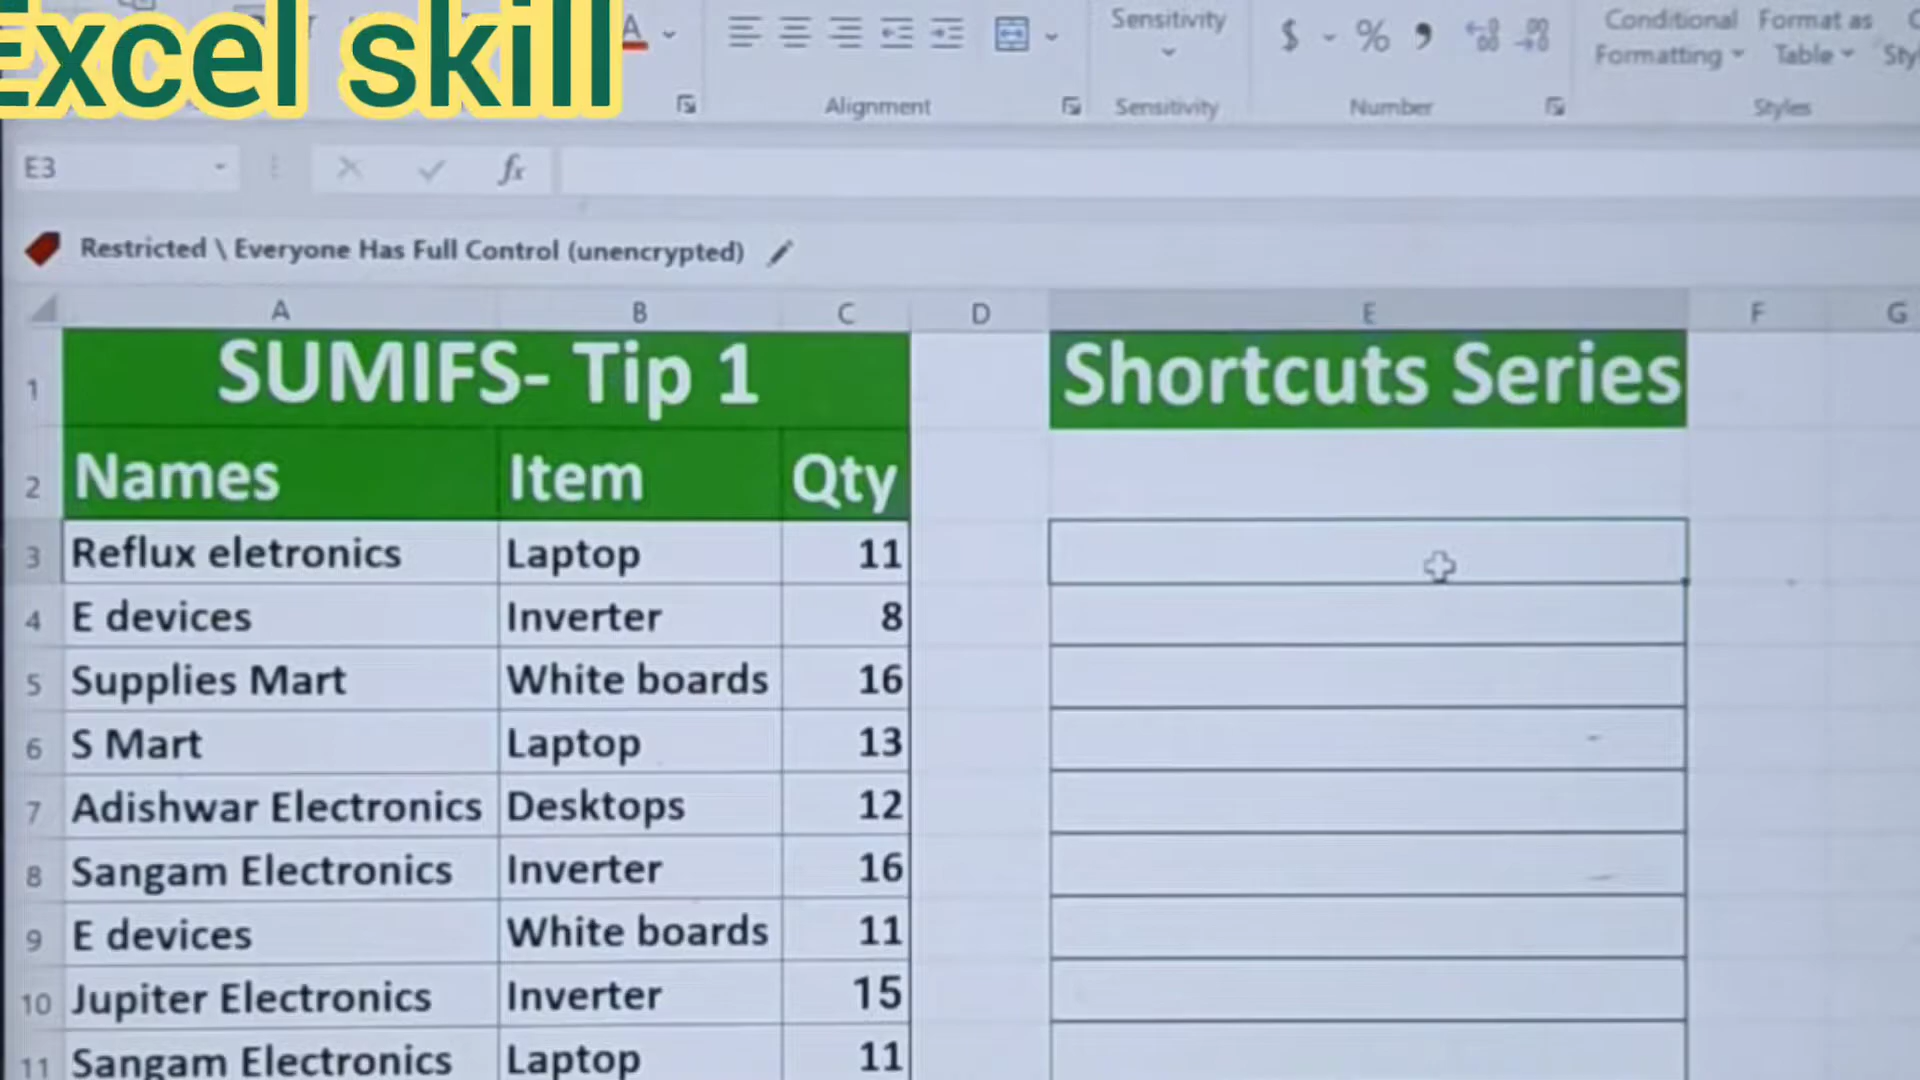 Excel skill
A
Sensitivity
$ % ,
Conditional Formatting
Format as Table
Alignment
Sensitivity
Number
Styles
E3
fx
Restricted \ Everyone Has Full Control (unencrypted)
A B C D E F G
1 SUMIFS- Tip 1 Shortcuts Series
2 Names Item Qty
3 Reflux eletronics Laptop 11
4 E devices Inverter 8
5 Supplies Mart White boards 16
6 S Mart Laptop 13
7 Adishwar Electronics Desktops 12
8 Sangam Electronics Inverter 16
9 E devices White boards 11
10 Jupiter Electronics Inverter 15
11 Sangam Electronics Laptop 11